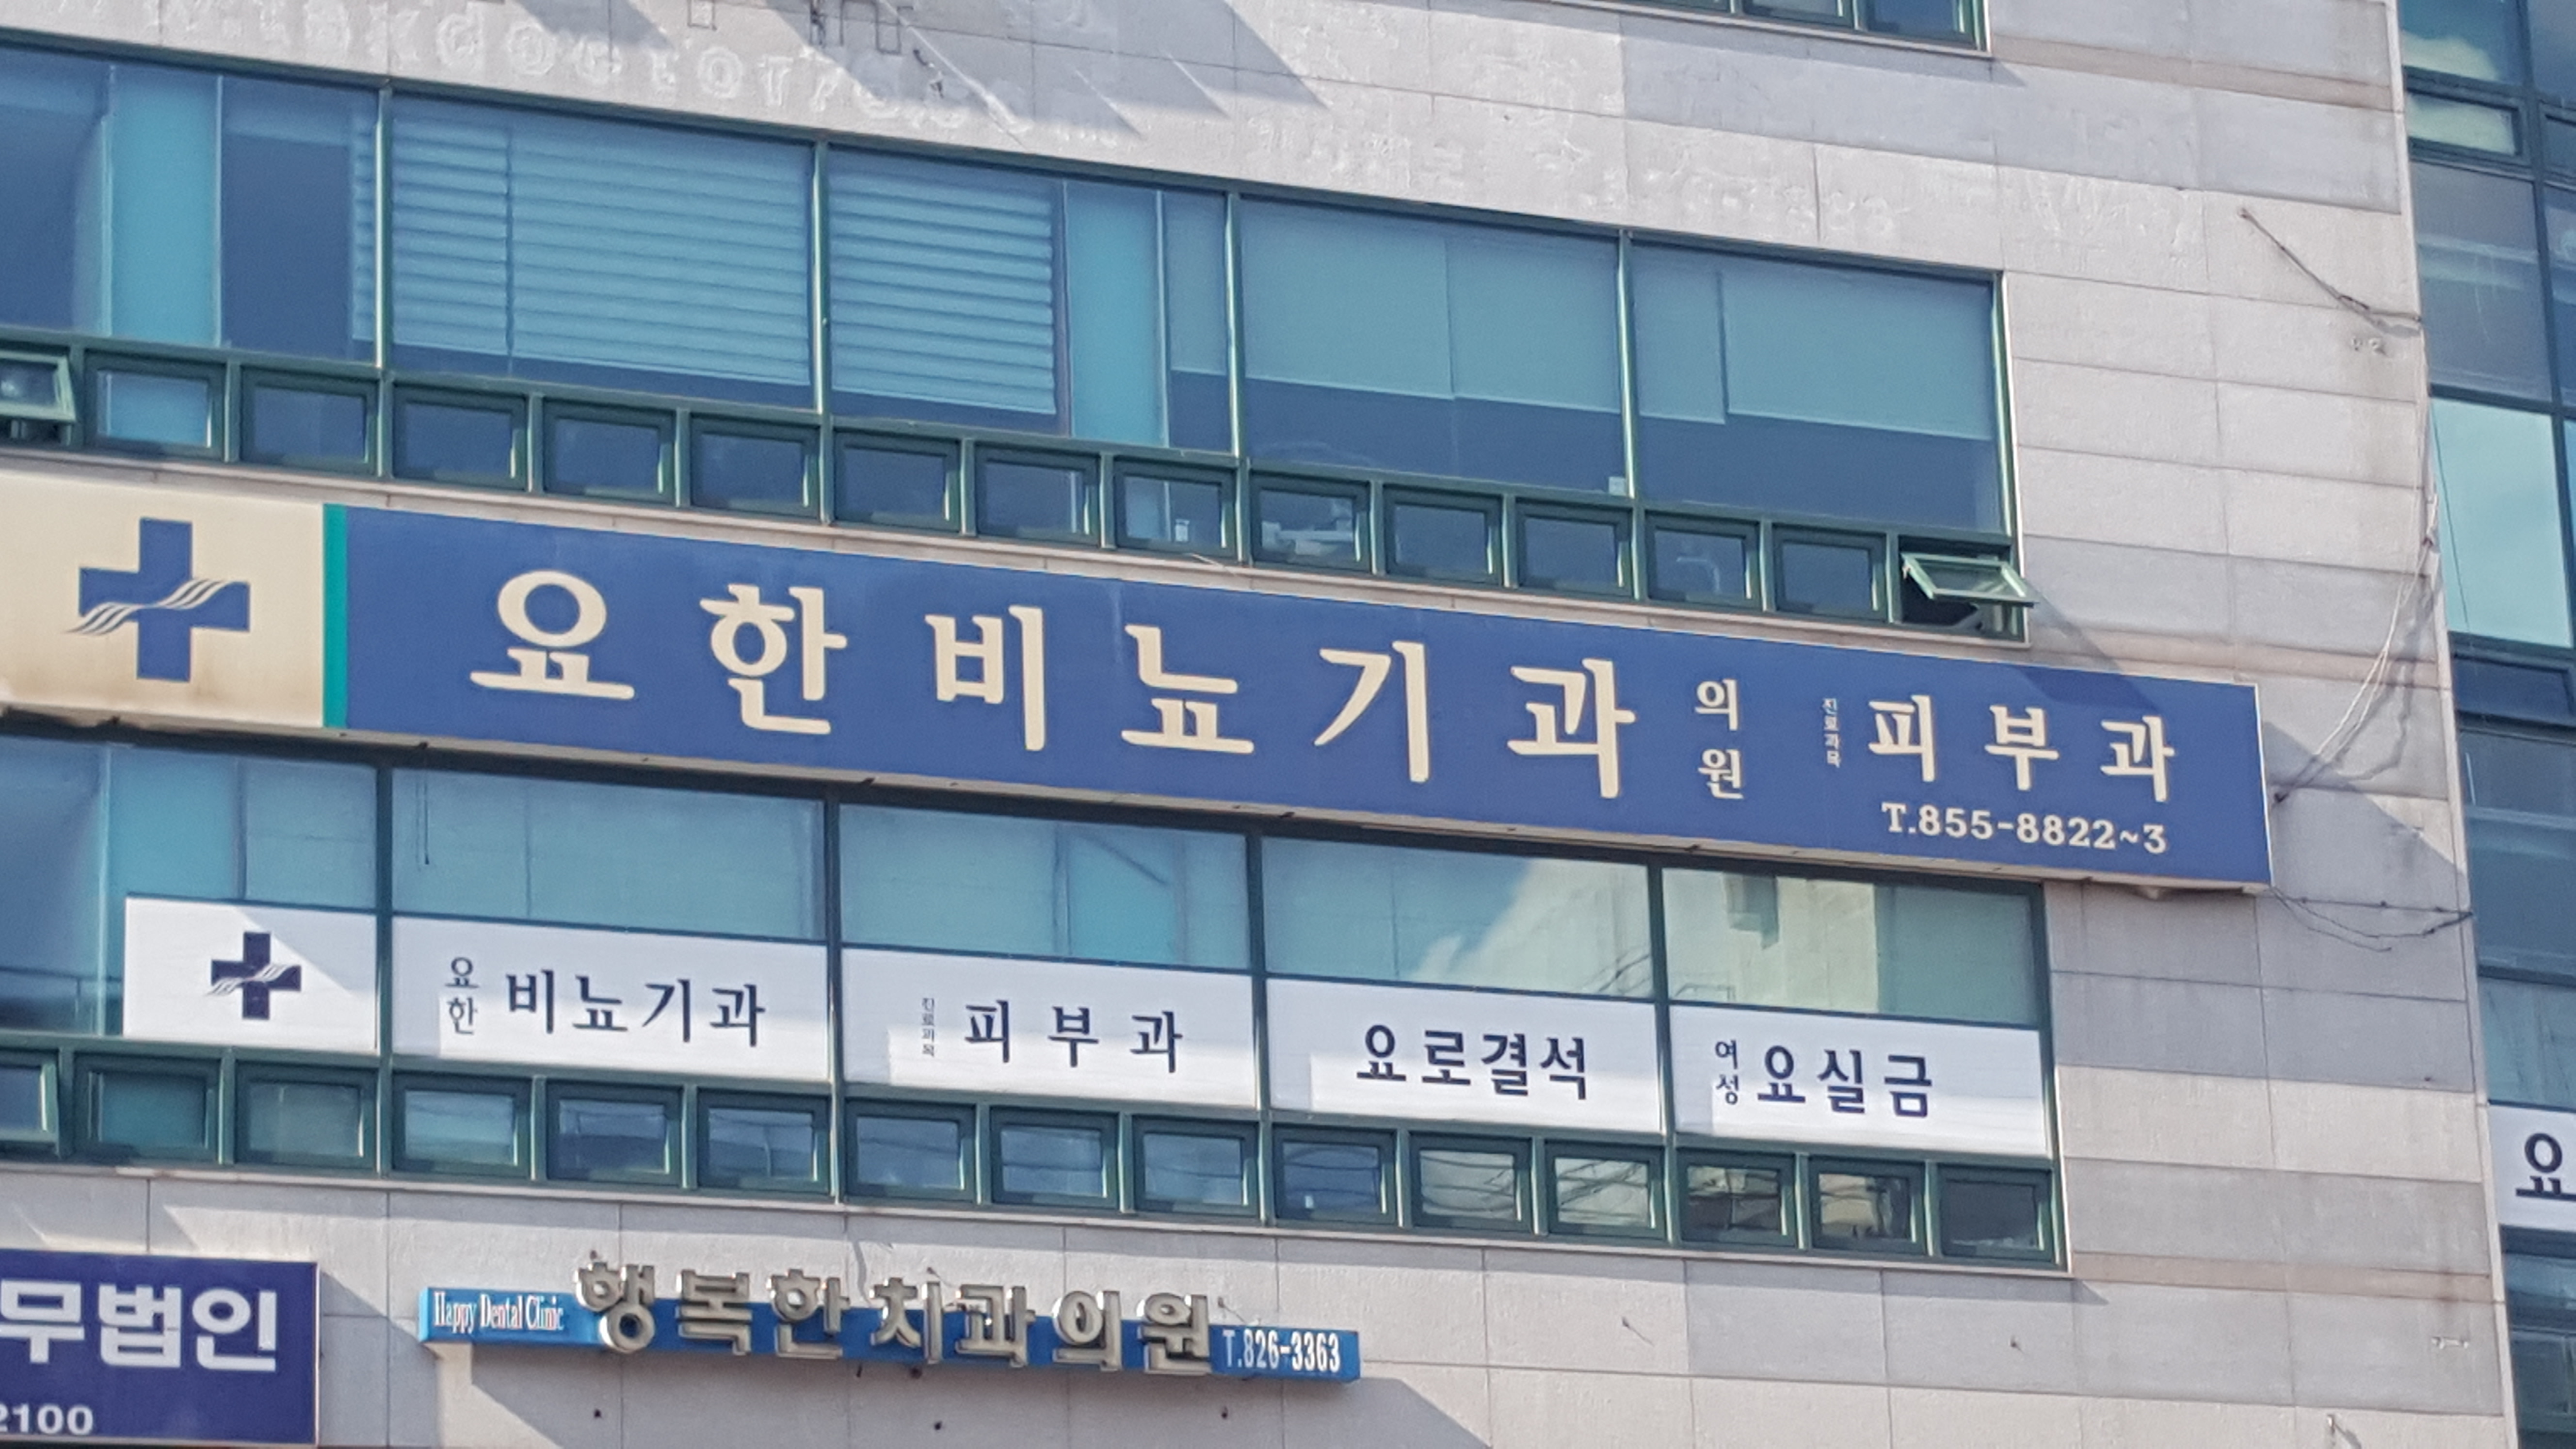 요한비뇨기과 의원 진료과목 피부과
T.855-8822~3
요한 비뇨기과 진료과목 피부과 요로결석 여성 요실금
요
무법인
2100
Happy Dental Clinic 행복한치과의원 T.826-3363